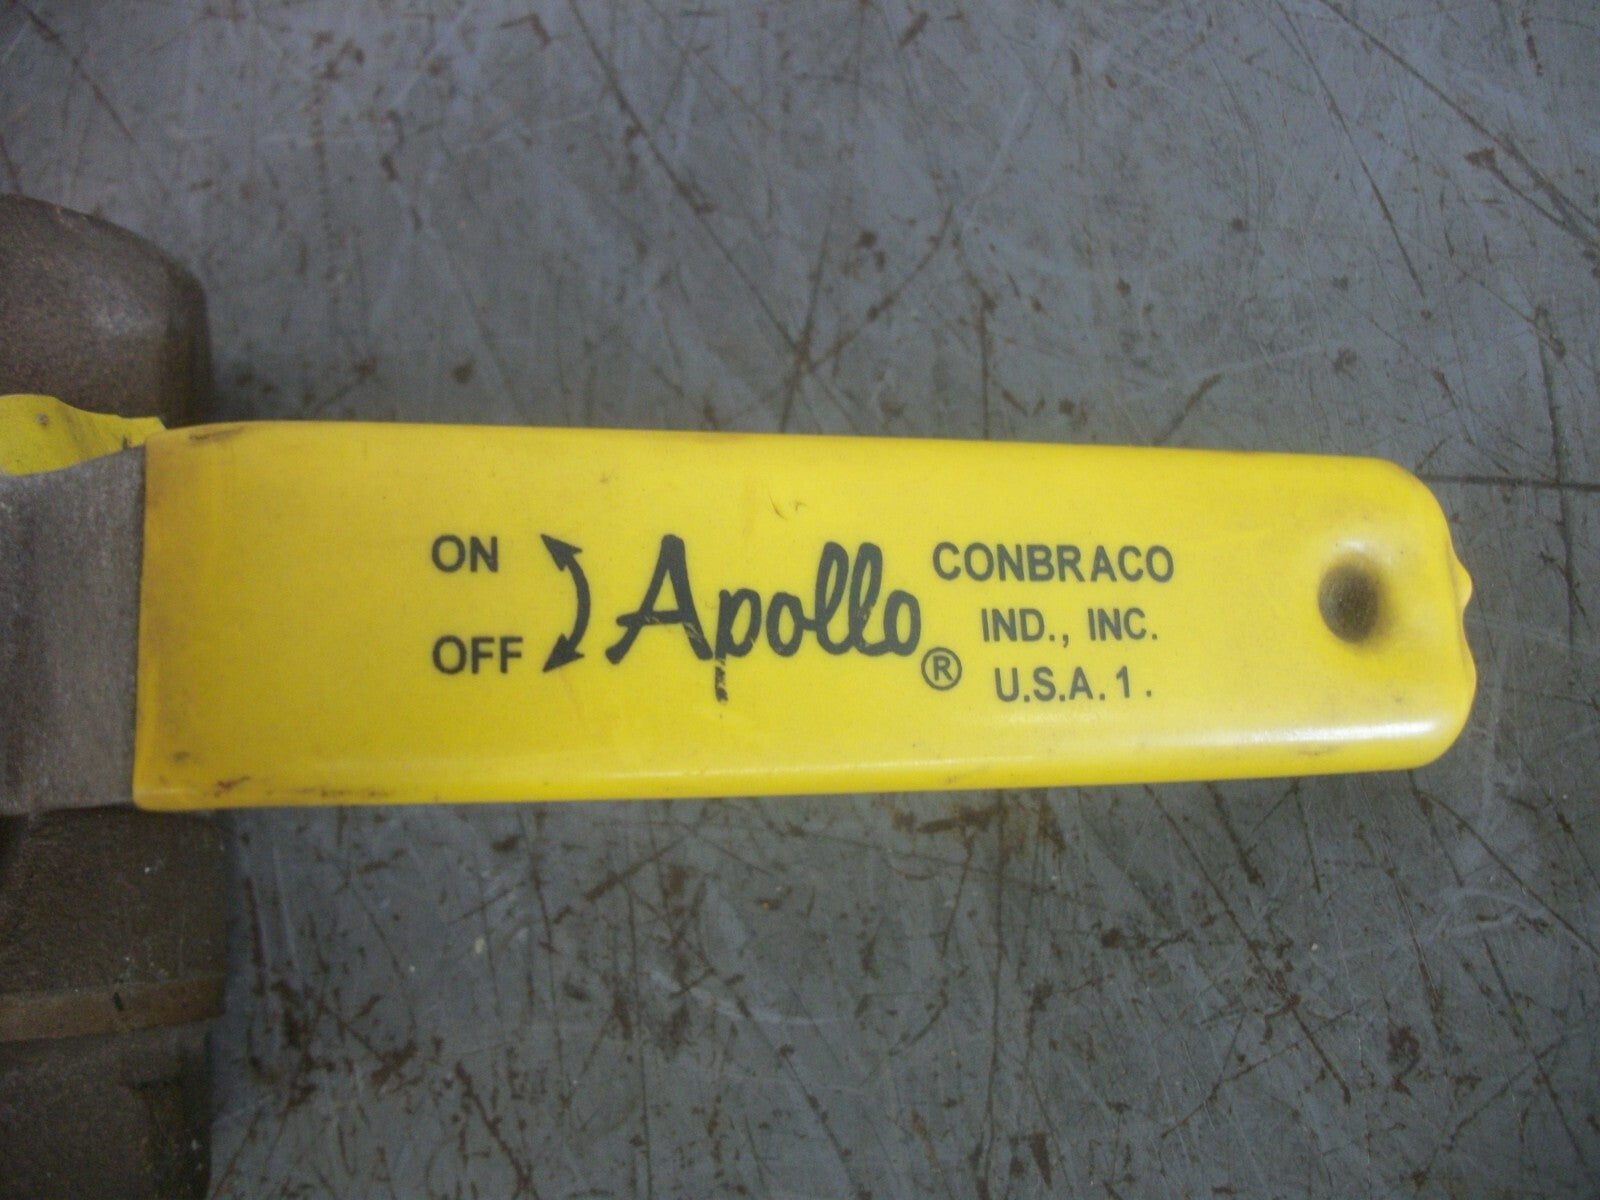 ON
OFF
Apollo®
CONBRACO
IND., INC.
U.S.A. 1.